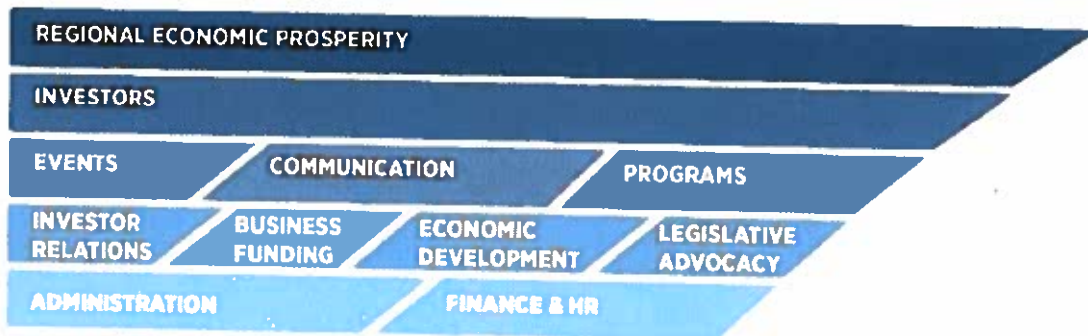 REGIONAL ECONOMIC PROSPERITY
INVESTORS
EVENTS
COMMUNICATION
PROGRAMS
INVESTOR
RELATIONS
BUSINESS
FUNDING
ECONOMIC
DEVELOPMENT
LEGISLATIVE
ADVOCACY
ADMINISTRATION
FINANCE & HR